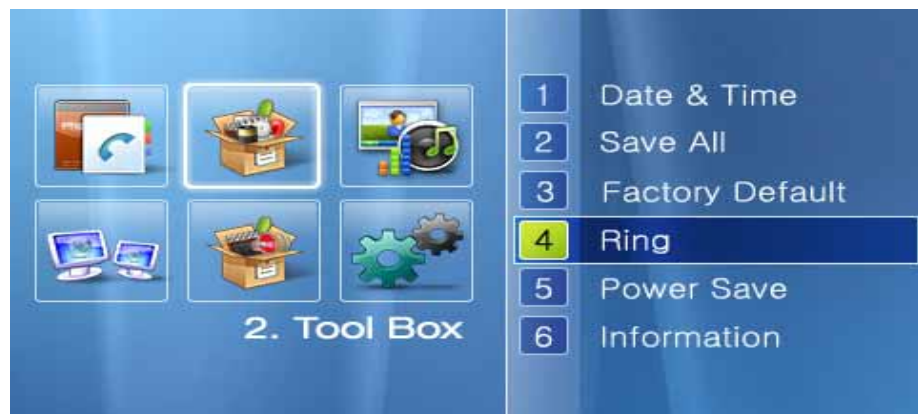 2. Tool Box
1 Date & Time
2 Save All
3 Factory Default
4 Ring
5 Power Save
6 Information